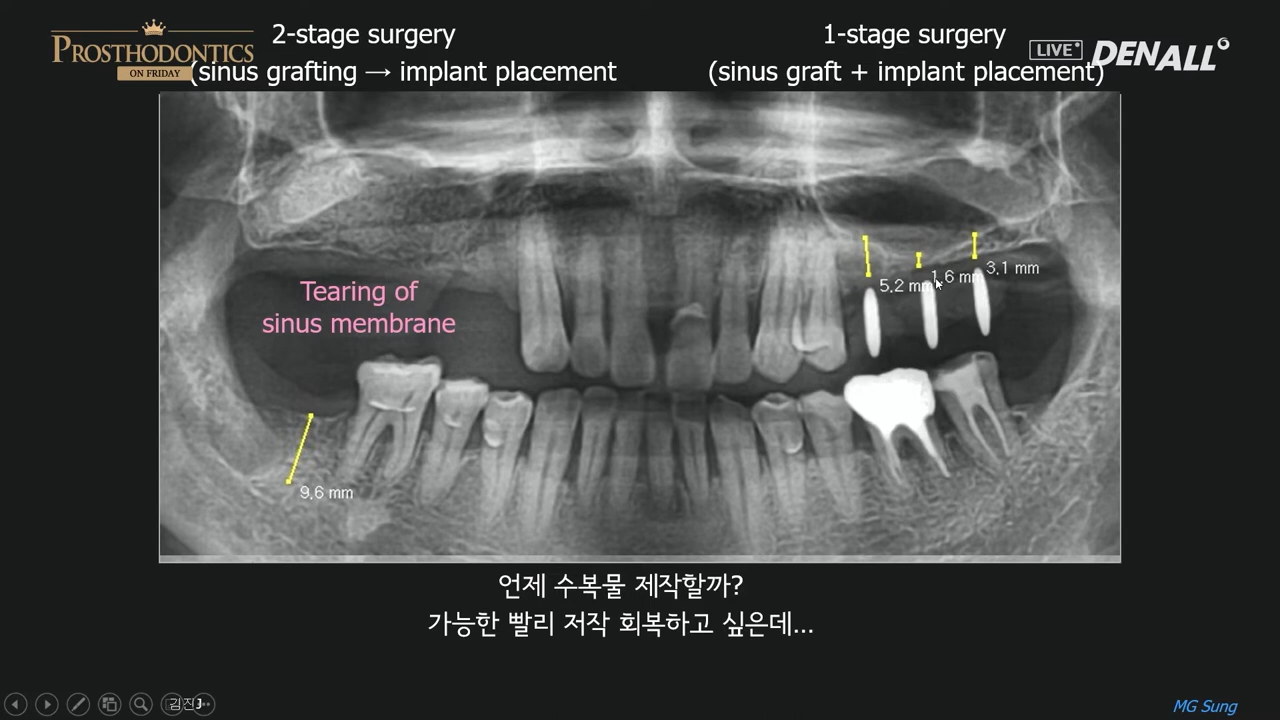 PROSTHODONTICS
ON FRIDAY
2-stage surgery
(sinus grafting → implant placement
1-stage surgery
(sinus graft + implant placement)
LIVE
DENALL
Tearing of
sinus membrane
5.2 mm
1.6 mm
3.1 mm
9.6 mm
언제 수복물 제작할까?
가능한 빨리 저작 회복하고 싶은데...
MG Sung